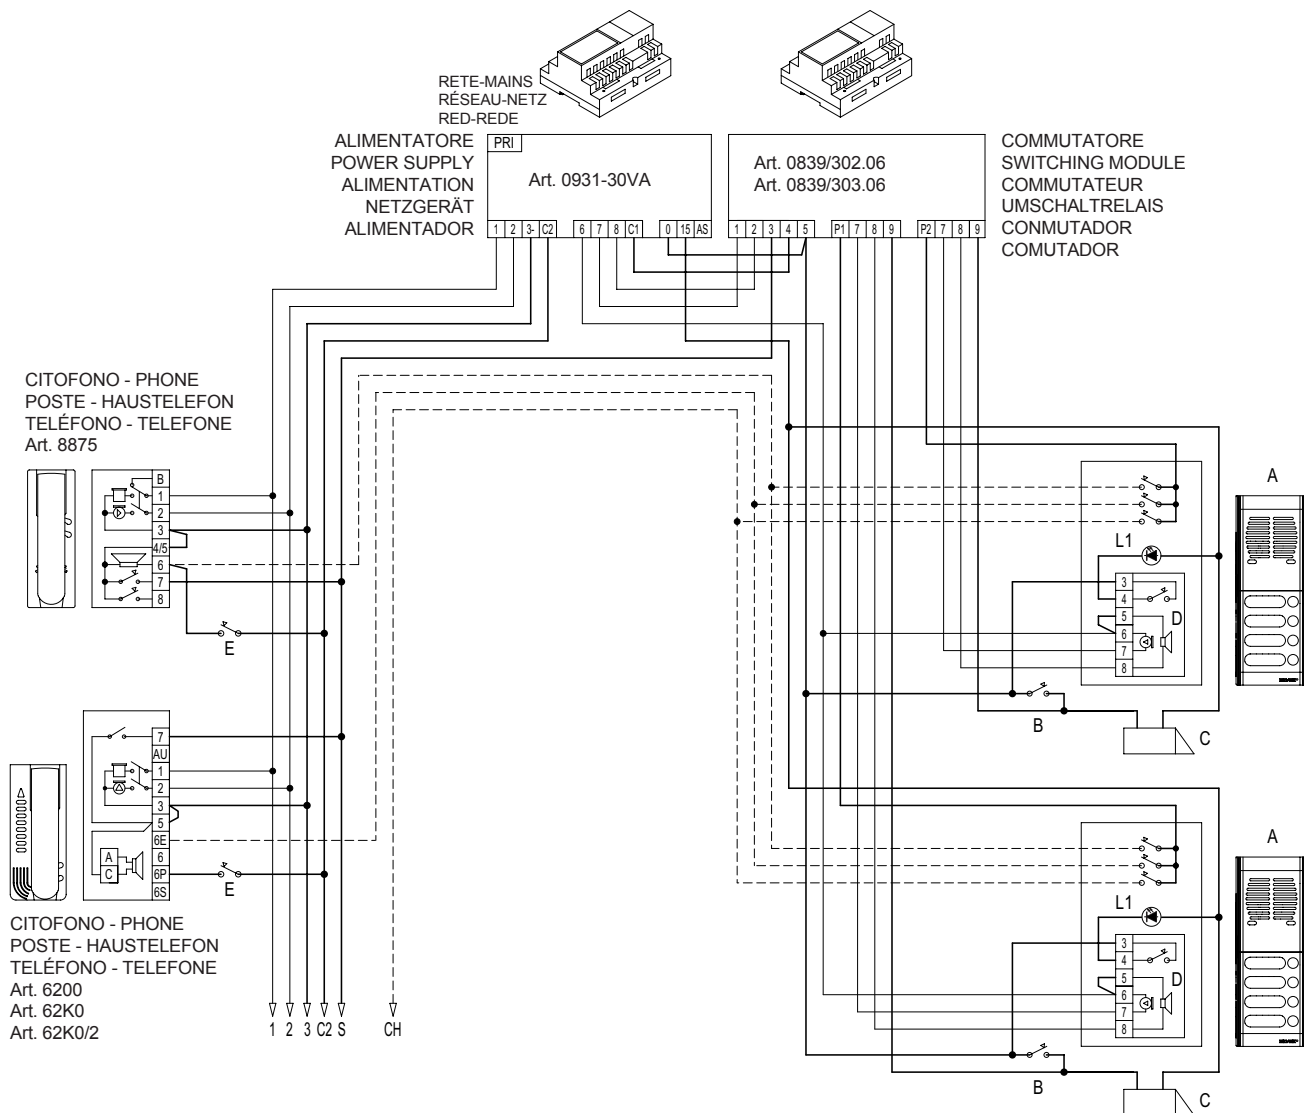 RETE-MAINS
RÉSEAU-NETZ
RED-REDE
ALIMENTATORE
POWER SUPPLY
ALIMENTATION
NETZGERÄT
ALIMENTADOR
PRI
Art. 0931-30VA
1 2 3- C2 6 7 8 C1 0 15 AS
Art. 0839/302.06
Art. 0839/303.06
1 2 3 4 5 P1 7 8 9 P2 7 8 9
COMMUTATORE
SWITCHING MODULE
COMMUTATEUR
UMSCHALTRELAIS
CONMUTADOR
COMUTADOR
CITOFONO - PHONE
POSTE - HAUSTELEFON
TELÉFONO - TELEFONE
Art. 8875
B
1
2
3
4/5
6
7
8
E
7
AU
1
2
3
5
6E
6
6P
6S
A
C
E
CITOFONO - PHONE
POSTE - HAUSTELEFON
TELÉFONO - TELEFONE
Art. 6200
Art. 62K0
Art. 62K0/2
1 2 3 C2 S CH
A
L1
3
4
5
6
7
8
D
B
C
A
L1
3
4
5
6
7
8
D
B
C